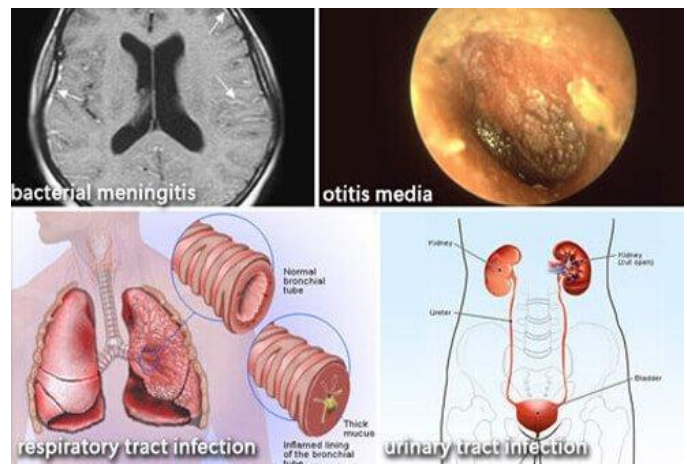 bacterial meningitis
otitis media
Normal
bronchial
tube
Thick
mucus
Inflamed lining
of the bronchial
tube
respiratory tract infection
Kidney
Kidney
(cut open)
Ureter
Bladder
urinary tract infection